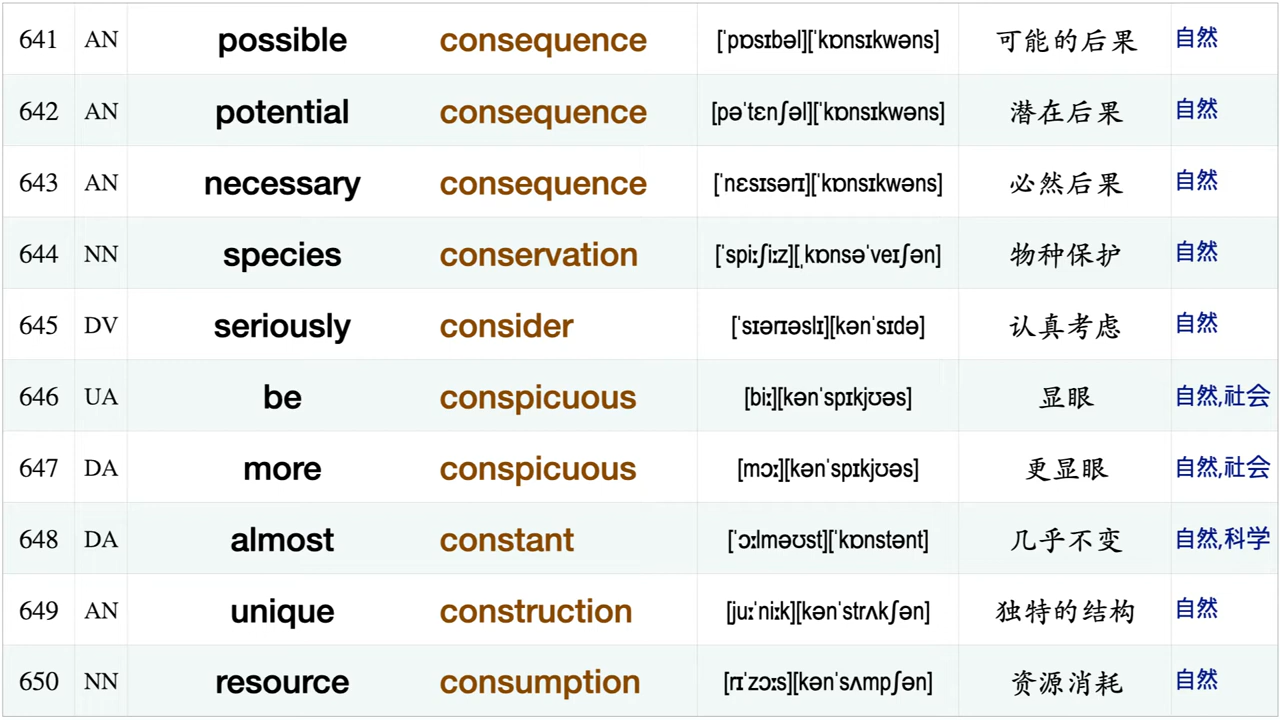 641 AN possible consequence [ˈpɒsɪbəl][ˈkɒnsɪkwəns] 可能的后果 自然
642 AN potential consequence [pəˈtɛnʃəl][ˈkɒnsɪkwəns] 潜在后果 自然
643 AN necessary consequence [ˈnɛsɪsərɪ][ˈkɒnsɪkwəns] 必然后果 自然
644 NN species conservation [ˈspiːʃiːz][ˌkɒnsəˈveɪʃən] 物种保护 自然
645 DV seriously consider [ˈsɪərɪəslɪ][kənˈsɪdə] 认真考虑 自然
646 UA be conspicuous [biː][kənˈspɪkjʊəs] 显眼 自然,社会
647 DA more conspicuous [mɔː][kənˈspɪkjʊəs] 更显眼 自然,社会
648 DA almost constant [ˈɔːlməʊst][ˈkɒnstənt] 几乎不变 自然,科学
649 AN unique construction [juːˈniːk][kənˈstrʌkʃən] 独特的结构 自然
650 NN resource consumption [rɪˈzɔːs][kənˈsʌmpʃən] 资源消耗 自然